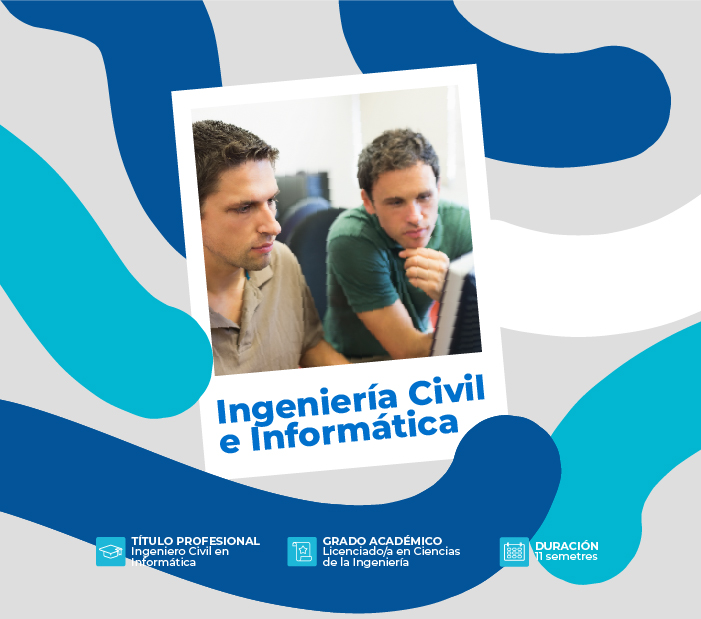 Ingeniería Civil
e Informática
TÍTULO PROFESIONAL
Ingeniero Civil en
Informática
GRADO ACADÉMICO
Licenciado/a en Ciencias
de la Ingeniería
DURACIÓN
11 semetres